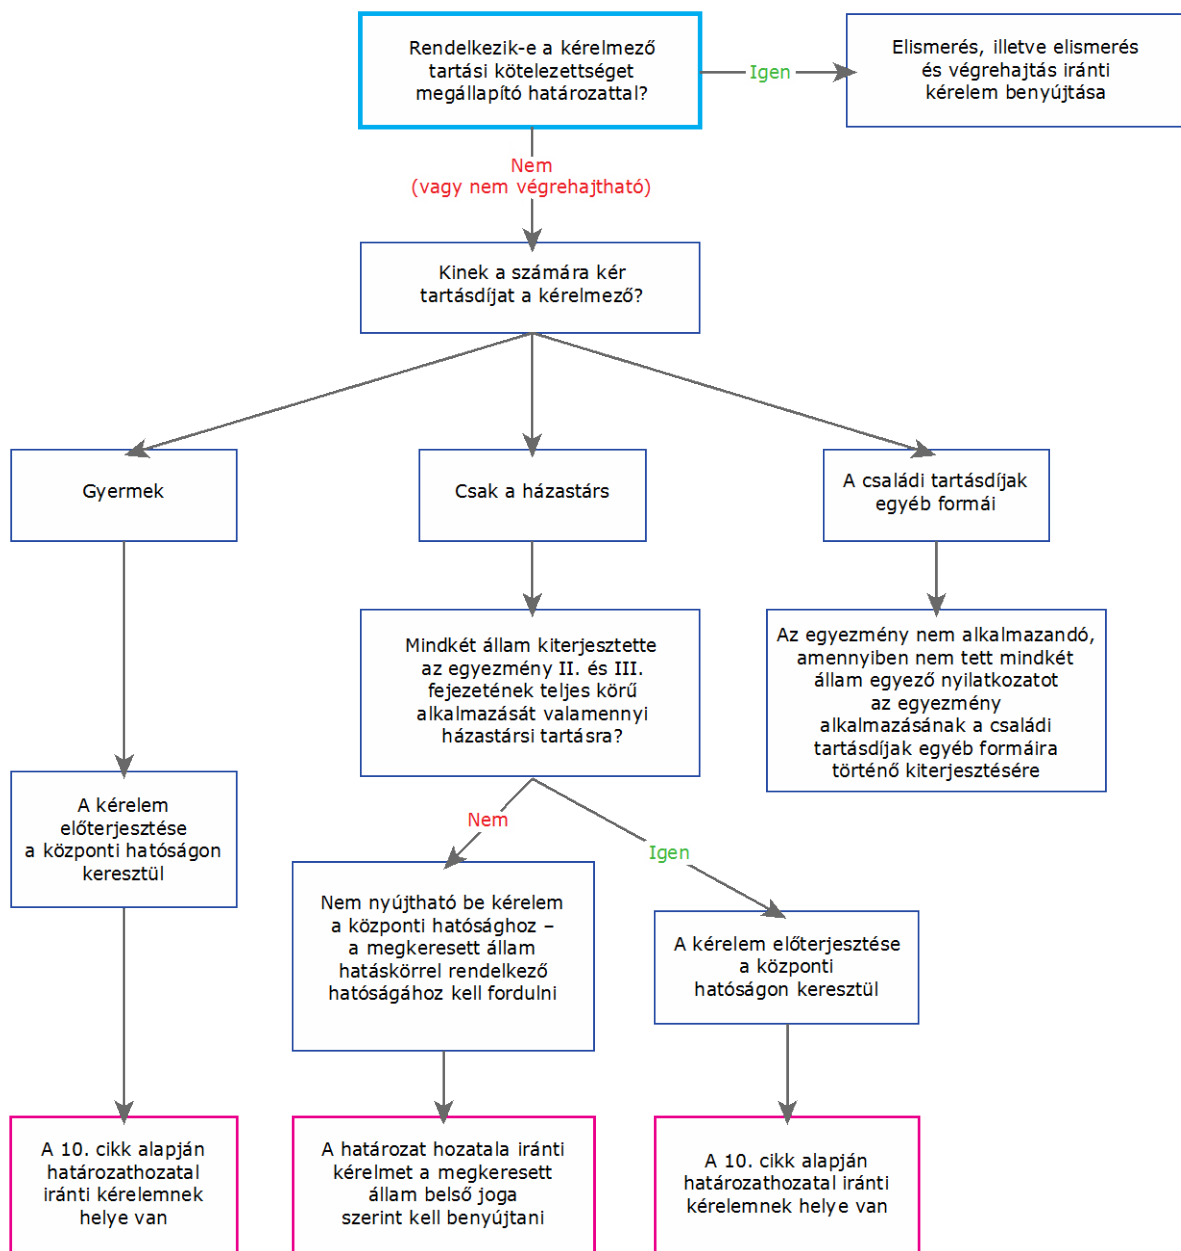 Rendelkezik-e a kérelmező
tartási kötelezettséget
megállapító határozattal?
Igen
Elismerés, illetve elismerés
és végrehajtás iránti
kérelem benyújtása
Nem
(vagy nem végrehajtható)
Kinek a számára kér
tartásdíjat a kérelmező?
Gyermek
Csak a házastárs
A családi tartásdíjak
egyéb formái
Mindkét állam kiterjesztette
az egyezmény II. és III.
fejezetének teljes körű
alkalmazását valamennyi
házastársi tartásra?
Az egyezmény nem alkalmazandó,
amennyiben nem tett mindkét
állam egyező nyilatkozatot
az egyezmény
alkalmazásának a családi
tartásdíjak egyéb formáira
történő kiterjesztésére
A kérelem
előterjesztése
a központi hatóságon
keresztül
Nem
Igen
Nem nyújtható be kérelem
a központi hatósághoz –
a megkeresett állam
hatáskörrel rendelkező
hatóságához kell fordulni
A kérelem előterjesztése
a központi
hatóságon keresztül
A 10. cikk alapján
határozathozatal
iránti kérelemnek
helye van
A határozat hozatala iránti
kérelmet a megkeresett
állam belső joga
szerint kell benyújtani
A 10. cikk alapján
határozathozatal iránti
kérelemnek helye van